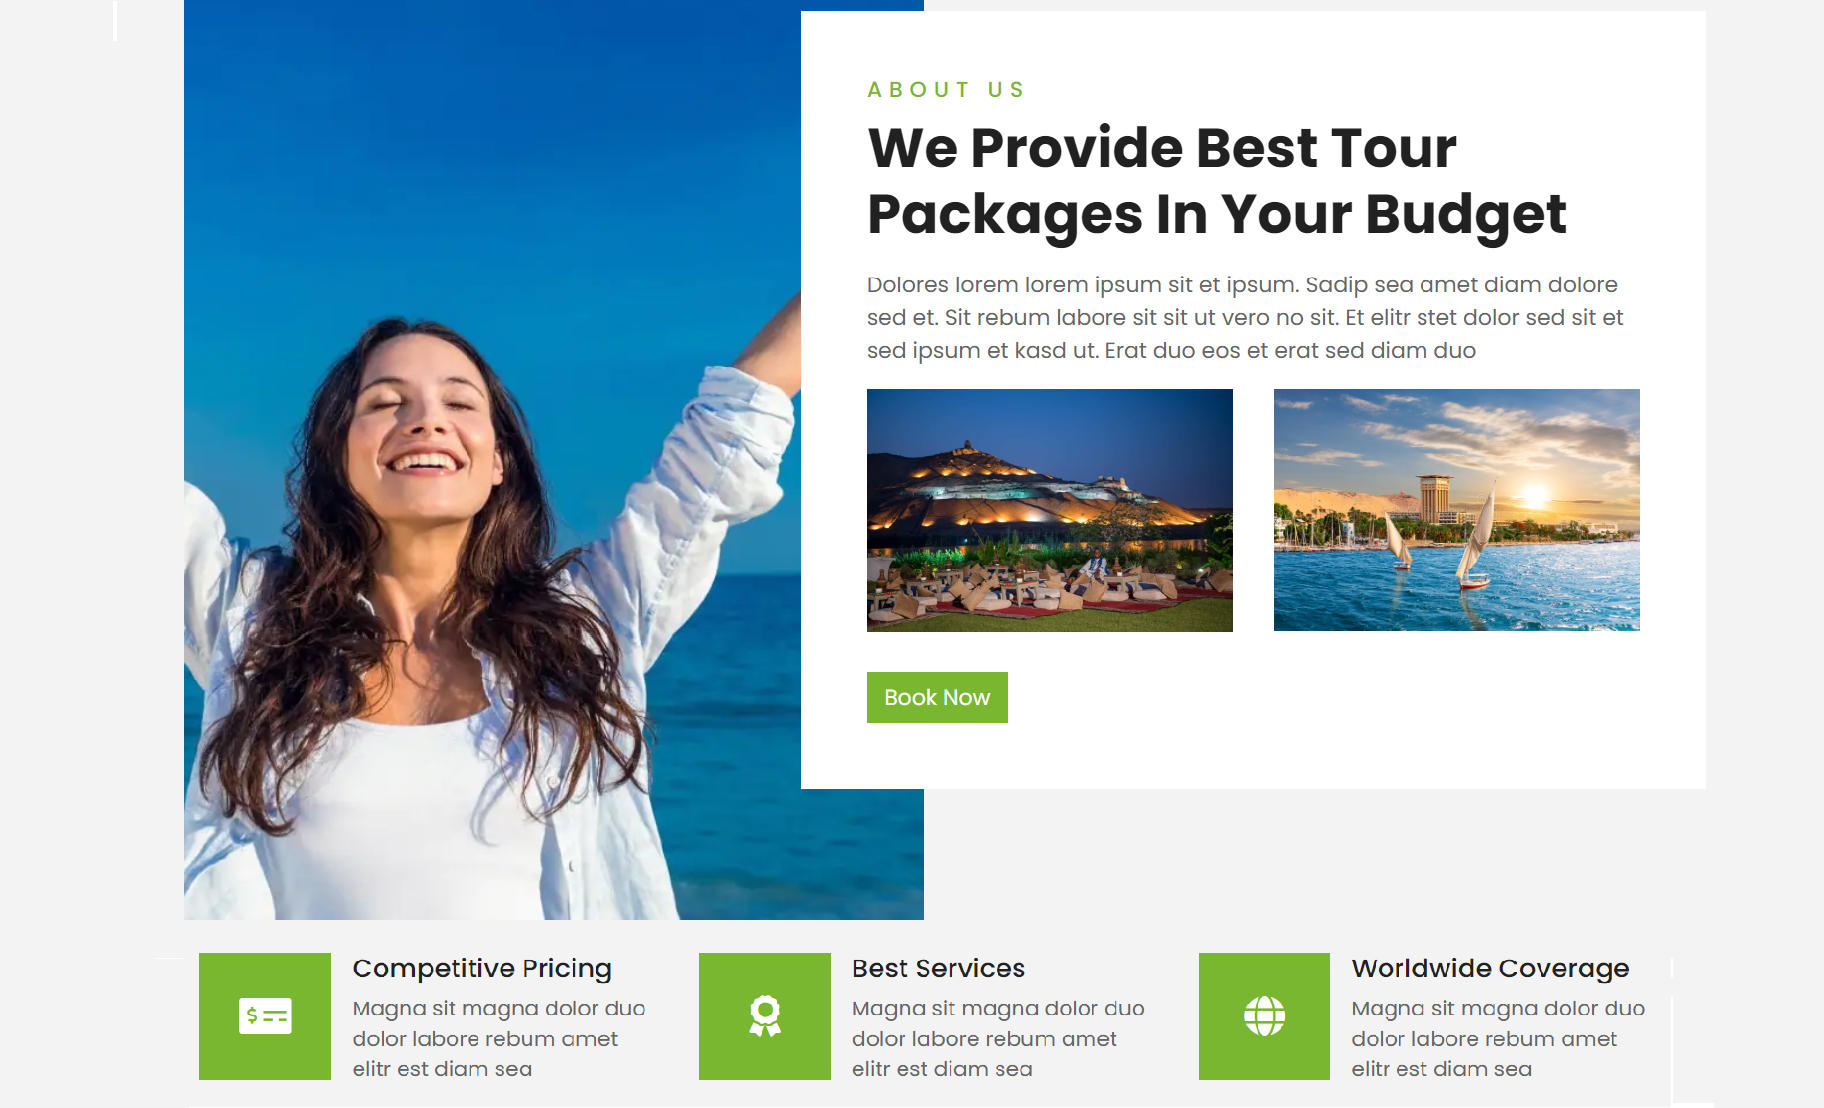 ABOUT US
We Provide Best Tour
Packages In Your Budget
Dolores lorem lorem ipsum sit et ipsum. Sadip sea amet diam dolore
sed et. Sit rebum labore sit sit ut vero no sit. Et elitr stet dolor sed sit et
sed ipsum et kasd ut. Erat duo eos et erat sed diam duo
Book Now
Competitive Pricing
Magna sit magna dolor duo
dolor labore rebum amet
elitr est diam sea
Best Services
Magna sit magna dolor duo
dolor labore rebum amet
elitr est diam sea
Worldwide Coverage
Magna sit magna dolor duo
dolor labore rebum amet
elitr est diam sea